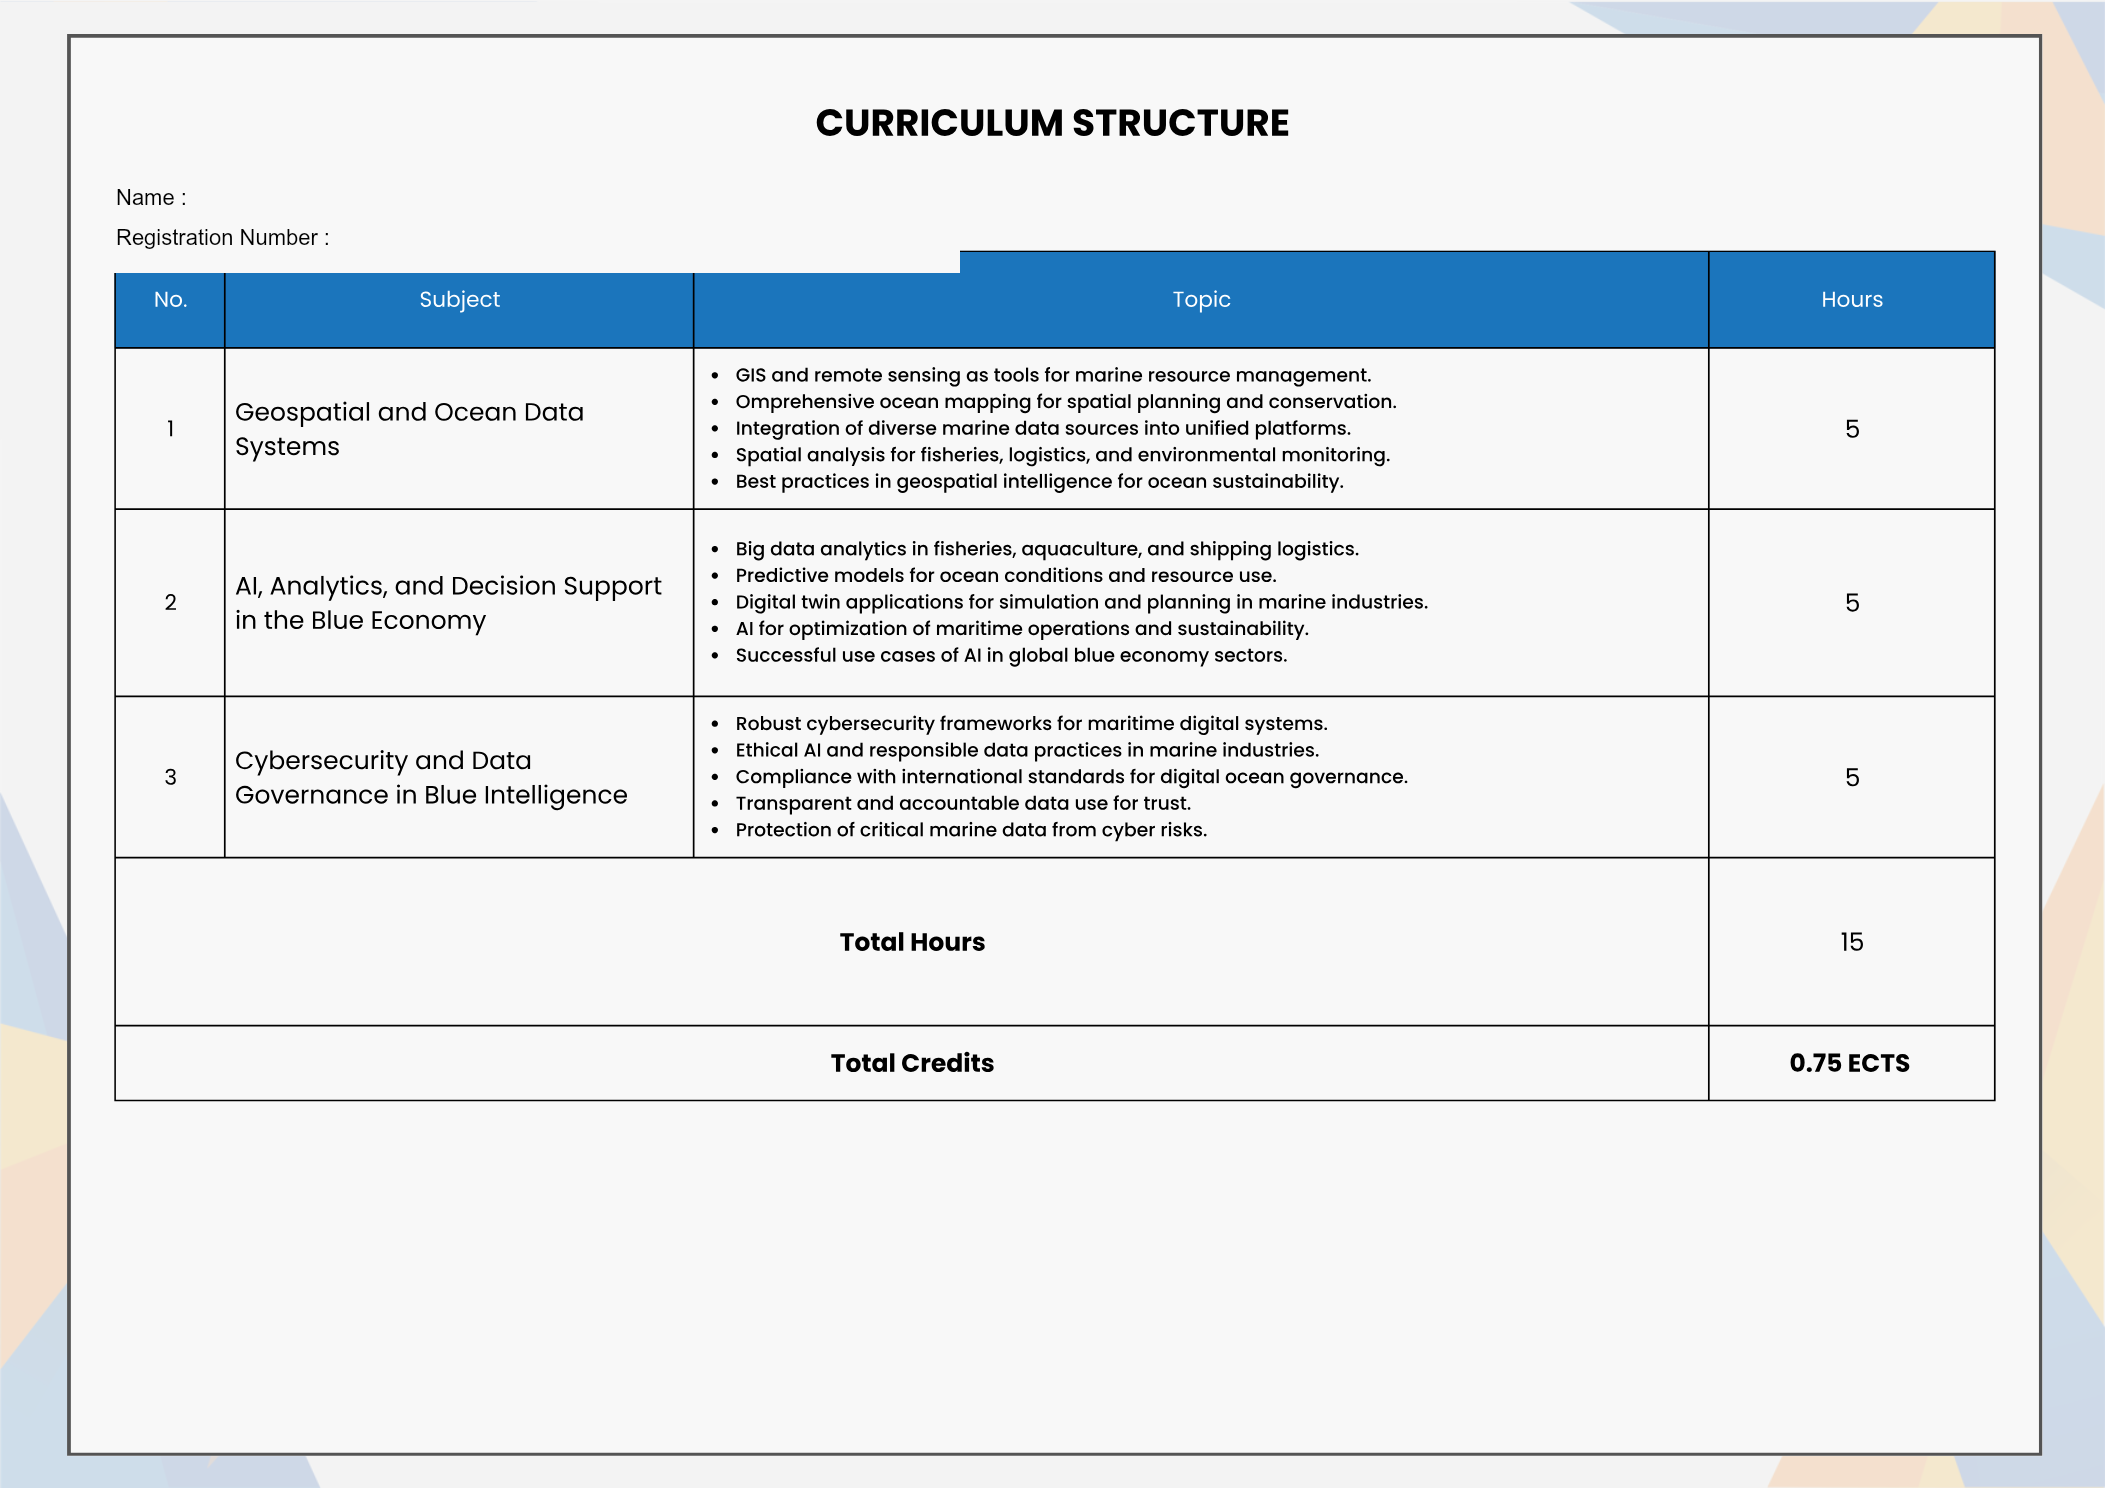 CURRICULUM STRUCTURE
Name :
Registration Number :
No.
Subject
Topic
Hours
1
Geospatial and Ocean Data
Systems
• GIS and remote sensing as tools for marine resource management.
• Omprehensive ocean mapping for spatial planning and conservation.
• Integration of diverse marine data sources into unified platforms.
• Spatial analysis for fisheries, logistics, and environmental monitoring.
• Best practices in geospatial intelligence for ocean sustainability.
5
2
AI, Analytics, and Decision Support
in the Blue Economy
• Big data analytics in fisheries, aquaculture, and shipping logistics.
• Predictive models for ocean conditions and resource use.
• Digital twin applications for simulation and planning in marine industries.
• AI for optimization of maritime operations and sustainability.
• Successful use cases of AI in global blue economy sectors.
5
3
Cybersecurity and Data
Governance in Blue Intelligence
• Robust cybersecurity frameworks for maritime digital systems.
• Ethical AI and responsible data practices in marine industries.
• Compliance with international standards for digital ocean governance.
• Transparent and accountable data use for trust.
• Protection of critical marine data from cyber risks.
5
Total Hours
15
Total Credits
0.75 ECTS